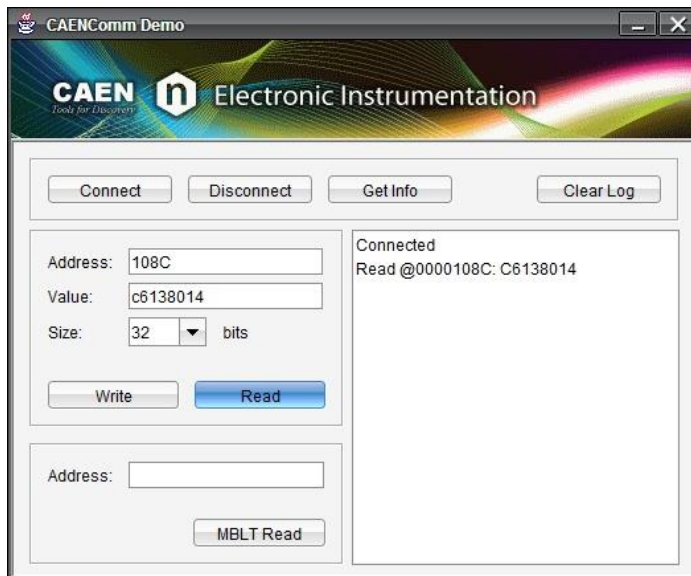 CAENComm Demo
CAEN n Electronic Instrumentation
Tools for Discovery
Connect Disconnect Get Info Clear Log
Address: 108C
Value: c6138014
Size: 32 bits
Write Read
Address:
MBLT Read
Connected
Read @0000108C: C6138014